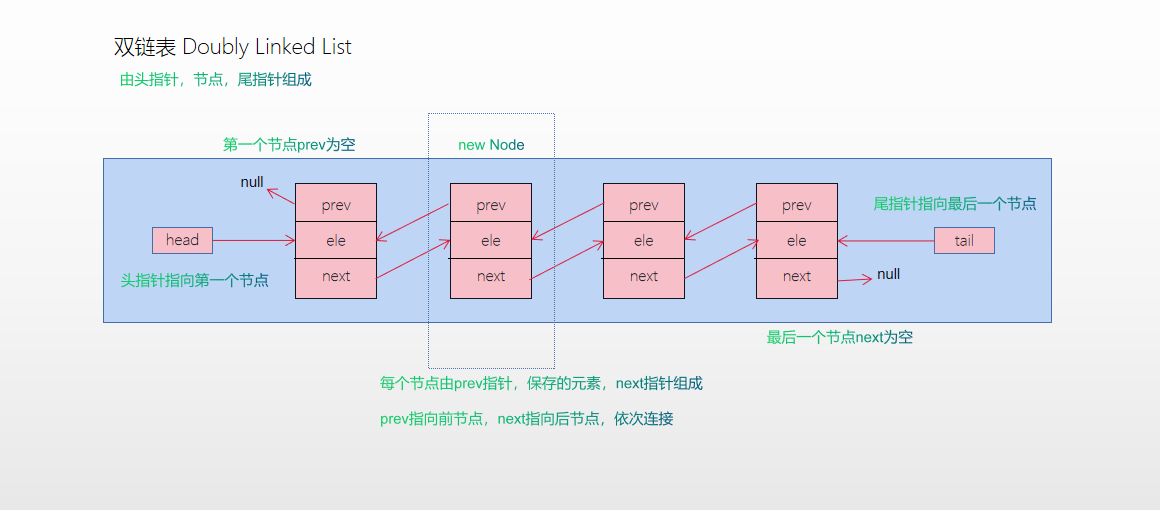 双链表 Doubly Linked List
由头指针，节点，尾指针组成
第一个节点prev为空
new Node
null
prev
prev
prev
prev
尾指针指向最后一个节点
head
ele
ele
ele
ele
tail
头指针指向第一个节点
next
next
next
next
null
最后一个节点next为空
每个节点由prev指针，保存的元素，next指针组成
prev指向前节点，next指向后节点，依次连接